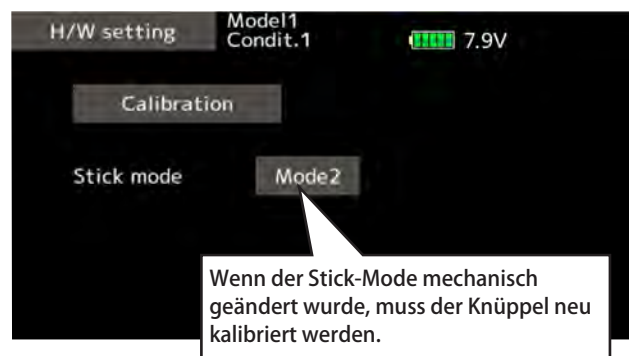 H/W setting
Model1
Condit.1
7.9V
Calibration
Stick mode
Mode2
Wenn der Stick-Mode mechanisch
geändert wurde, muss der Knüppel neu
kalibriert werden.